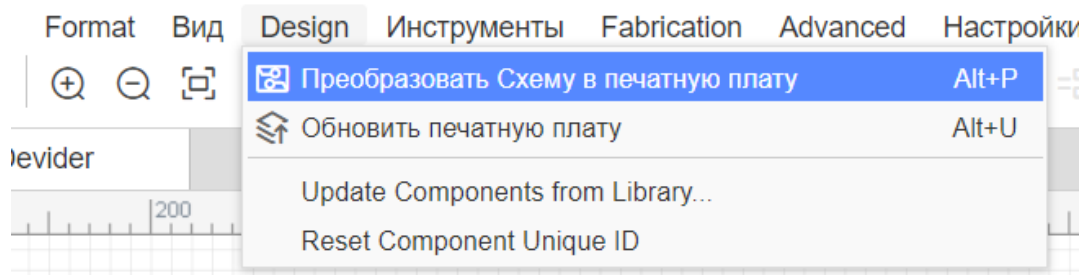 Format Вид Design Инструменты Fabrication Advanced Настройки
Преобразовать Схему в печатную плату Alt+P
Обновить печатную плату Alt+U
evider
200
Update Components from Library...
Reset Component Unique ID